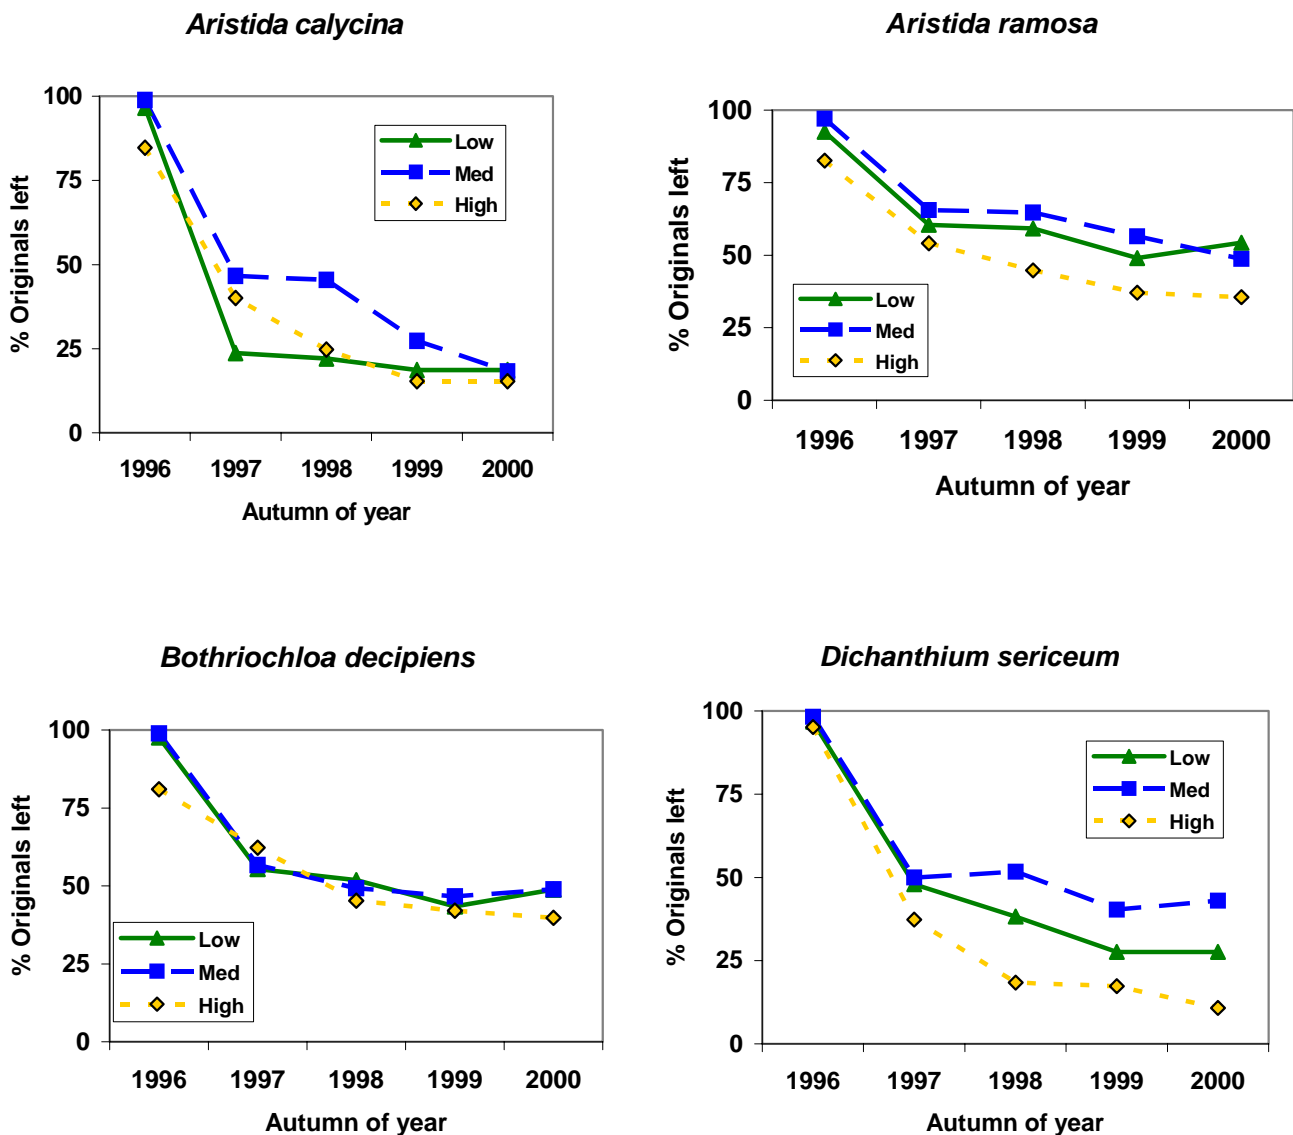 Aristida calycina
% Originals left
100
75
50
25
0
Low
Med
High
1996 1997 1998 1999 2000
Autumn of year
Aristida ramosa
% Originals left
100
75
50
25
0
Low
Med
High
1996 1997 1998 1999 2000
Autumn of year
Bothriochloa decipiens
% Originals left
100
75
50
25
0
Low
Med
High
1996 1997 1998 1999 2000
Autumn of year
Dichanthium sericeum
% Originals left
100
75
50
25
0
Low
Med
High
1996 1997 1998 1999 2000
Autumn of year